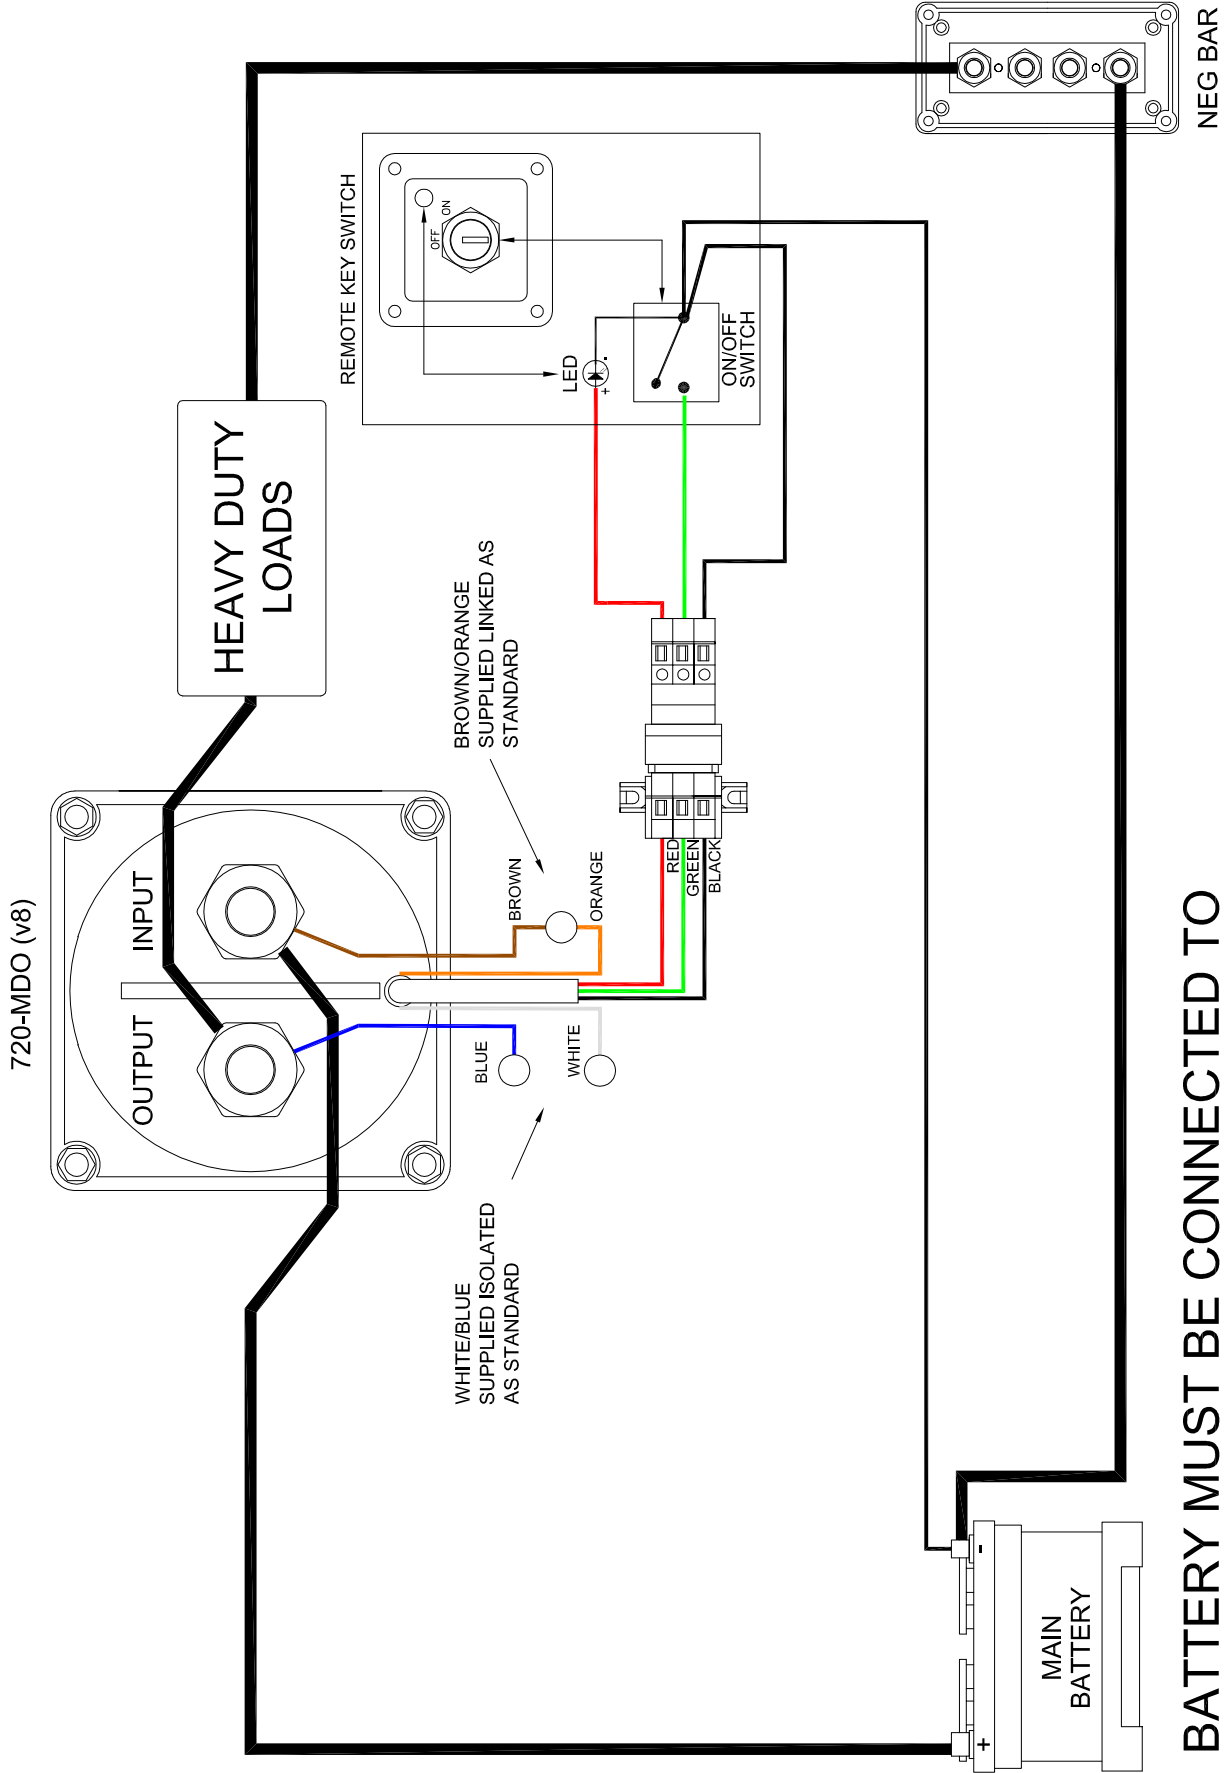 720-MDO (v8)
OUTPUT
INPUT
HEAVY DUTY
LOADS
REMOTE KEY SWITCH
OFF
ON
LED
+
-
ON/OFF
SWITCH
BROWN/ORANGE
SUPPLIED LINKED AS
STANDARD
BROWN
ORANGE
RED
GREEN
BLACK
BLUE
WHITE
WHITE/BLUE
SUPPLIED ISOLATED
AS STANDARD
NEG BAR
+
-
MAIN
BATTERY
BATTERY MUST BE CONNECTED TO